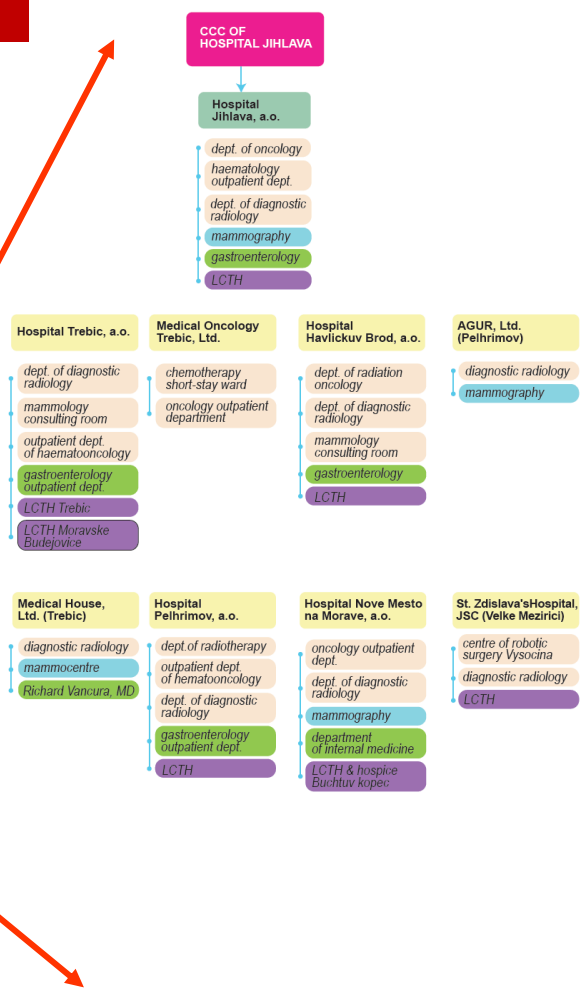 CCC OF
HOSPITAL JIHLAVA
Hospital
Jihlava, a.o.
dept. of oncology
haematology
outpatient dept.
dept. of diagnostic
radiology
mammography
gastroenterology
LCTH
Hospital Trebic, a.o.
dept. of diagnostic
radiology
mammology
consulting room
outpatient dept.
of haematooncology
gastroenterology
outpatient dept.
LCTH Trebic
LCTH Moravske
Budejovice
Medical Oncology
Trebic, Ltd.
chemotherapy
short-stay ward
oncology outpatient
department
Hospital
Havlickuv Brod, a.o.
dept. of radiation
oncology
dept. of diagnostic
radiology
mammology
consulting room
gastroenterology
LCTH
AGUR, Ltd.
(Pelhrimov)
diagnostic radiology
mammography
Medical House,
Ltd. (Trebic)
diagnostic radiology
mammocentre
Richard Vancura, MD
Hospital
Pelhrimov, a.o.
dept.of radiotherapy
outpatient dept.
of hematooncology
dept. of diagnostic
radiology
gastroenterology
outpatient dept.
LCTH
Hospital Nove Mesto
na Morave, a.o.
oncology outpatient
dept.
dept. of diagnostic
radiology
mammography
department
of internal medicine
LCTH & hospice
Buchtuv kopec
St. Zdislava'sHospital,
JSC (Velke Mezirici)
centre of robotic
surgery Vysocina
diagnostic radiology
LCTH